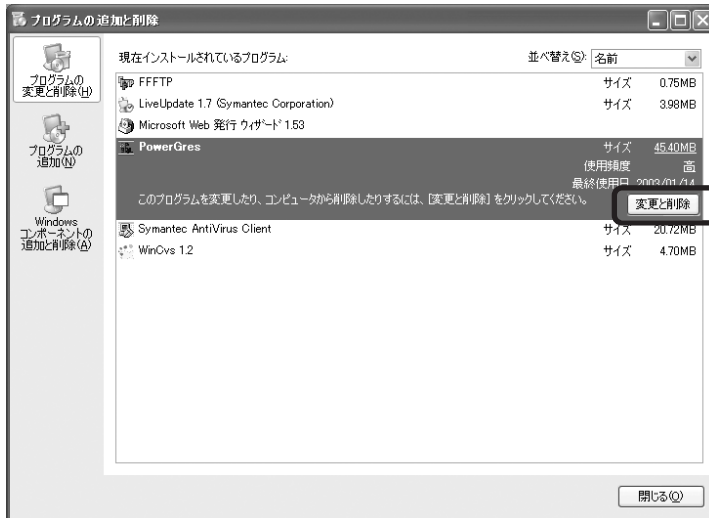 プログラムの追加と削除
プログラムの
変更と削除(H)
プログラムの
追加(N)
Windows
コンポーネントの
追加と削除(A)
現在インストールされているプログラム:
並べ替え(S): 名前
FFFTP サイズ 0.75MB
LiveUpdate 1.7 (Symantec Corporation) サイズ 3.98MB
Microsoft Web 発行 ウィザード 1.53
PowerGres サイズ 45.40MB
使用頻度 高
最終使用日 2003/01/14
このプログラムを変更したり、コンピュータから削除したりするには、[変更と削除] をクリックしてください。 変更と削除
Symantec AntiVirus Client サイズ 20.72MB
WinCvs 1.2 サイズ 4.70MB
閉じる(O)